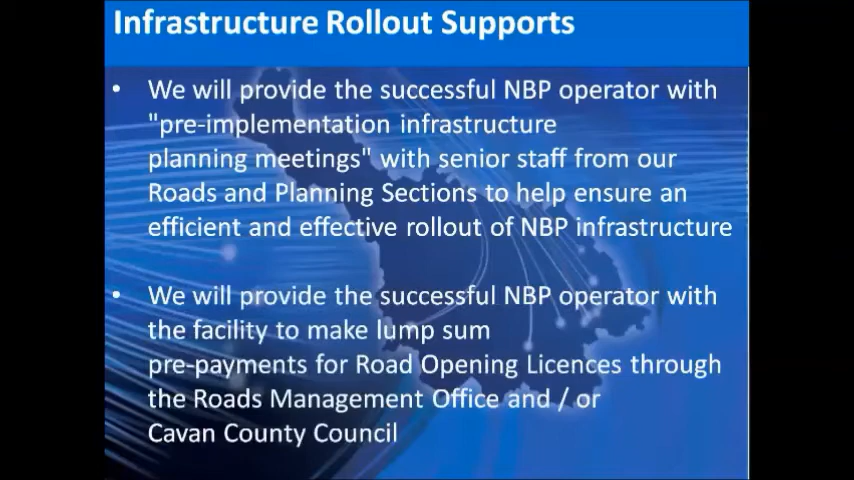 Infrastructure Rollout Supports
• We will provide the successful NBP operator with
"pre-implementation infrastructure
planning meetings" with senior staff from our
Roads and Planning Sections to help ensure an
efficient and effective rollout of NBP infrastructure
• We will provide the successful NBP operator with
the facility to make lump sum
pre-payments for Road Opening Licences through
the Roads Management Office and / or
Cavan County Council